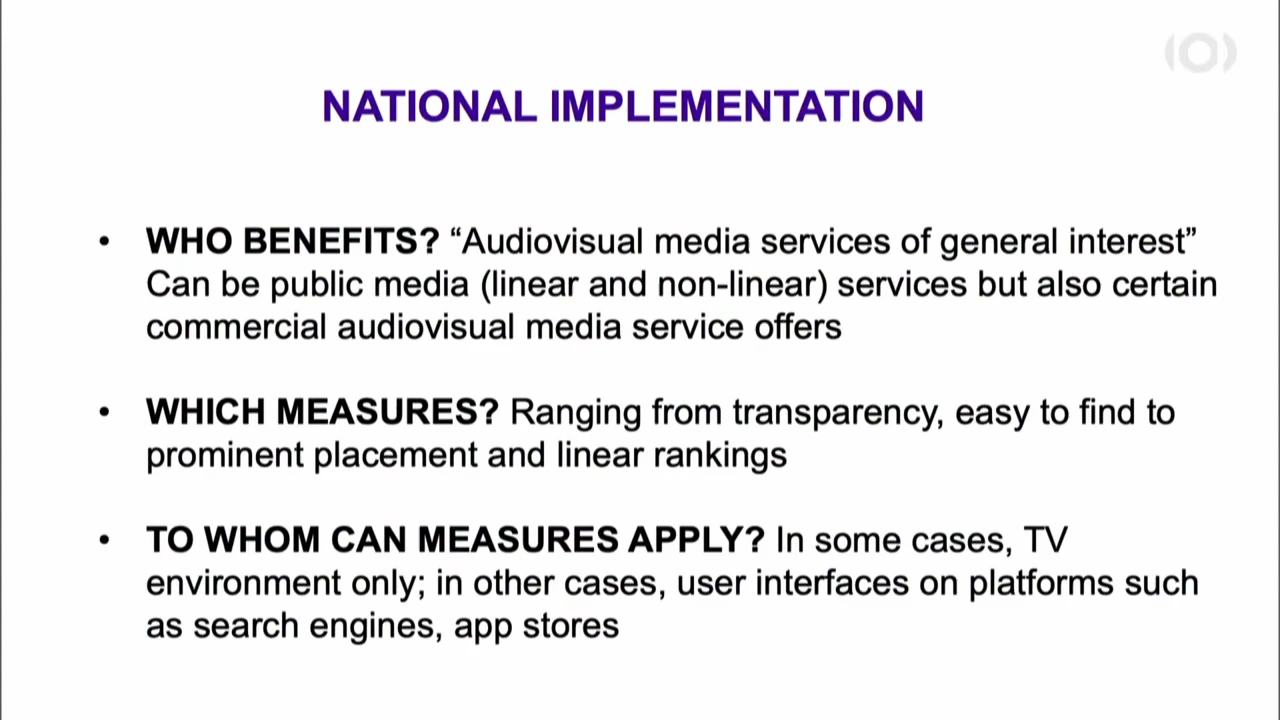 NATIONAL IMPLEMENTATION
• WHO BENEFITS? “Audiovisual media services of general interest”
Can be public media (linear and non-linear) services but also certain
commercial audiovisual media service offers
• WHICH MEASURES? Ranging from transparency, easy to find to
prominent placement and linear rankings
• TO WHOM CAN MEASURES APPLY? In some cases, TV
environment only; in other cases, user interfaces on platforms such
as search engines, app stores